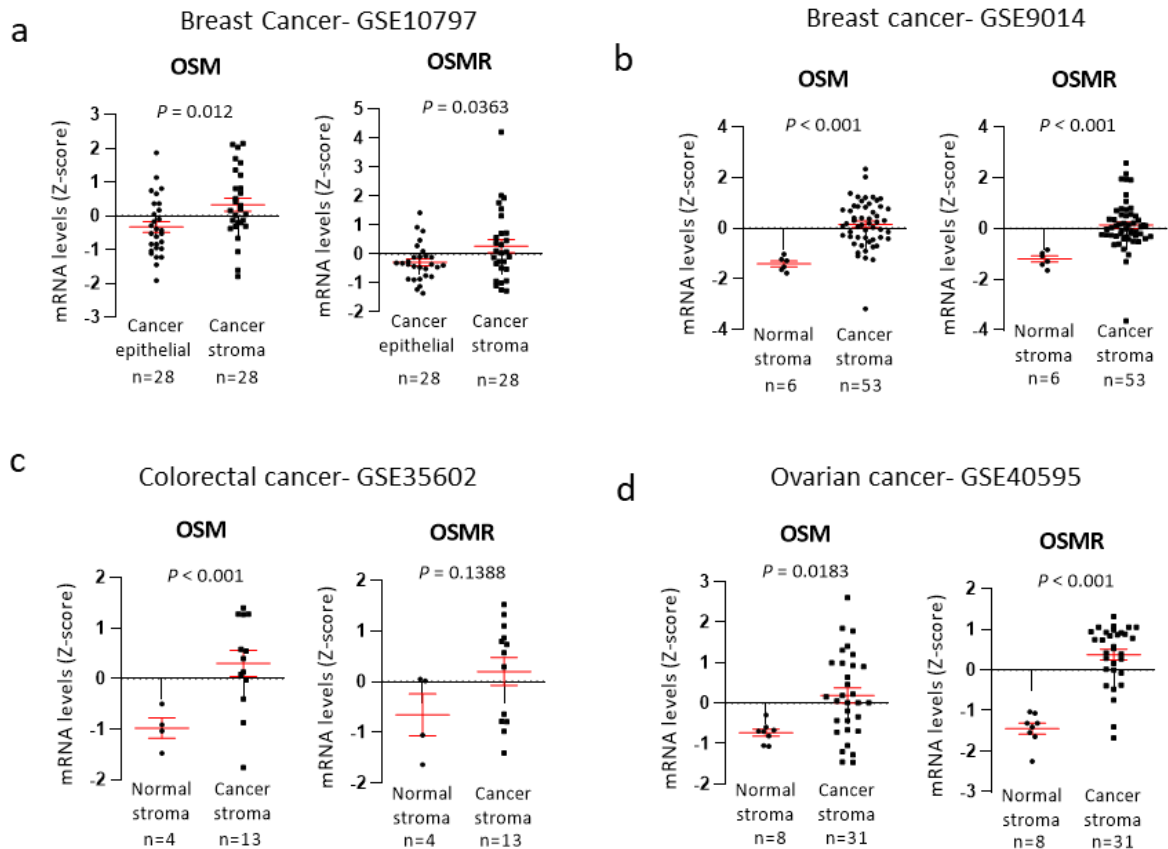 a
Breast Cancer- GSE10797
OSM
P = 0.012
mRNA levels (Z-score)
3
2
1
0
-1
-2
-3
Cancer
epithelial
n=28
Cancer
stroma
n=28
OSMR
P = 0.0363
mRNA levels (Z-score)
5
4
3
2
1
0
-1
-2
Cancer
epithelial
n=28
Cancer
stroma
n=28
b
Breast cancer- GSE9014
OSM
P < 0.001
mRNA levels (Z-score)
4
2
0
-2
-4
Normal
stroma
n=6
Cancer
stroma
n=53
OSMR
P < 0.001
mRNA levels (Z-score)
4
2
0
-2
-4
Normal
stroma
n=6
Cancer
stroma
n=53
c
Colorectal cancer- GSE35602
OSM
P < 0.001
mRNA levels (Z-score)
2
1
0
-1
-2
Normal
stroma
n=4
Cancer
stroma
n=13
OSMR
P = 0.1388
mRNA levels (Z-score)
2
1
0
-1
-2
Normal
stroma
n=4
Cancer
stroma
n=13
d
Ovarian cancer- GSE40595
OSM
P = 0.0183
mRNA levels (Z-score)
3
2
1
0
-1
-2
Normal
stroma
n=8
Cancer
stroma
n=31
OSMR
P < 0.001
mRNA levels (Z-score)
2
1
0
-1
-2
-3
Normal
stroma
n=8
Cancer
stroma
n=31